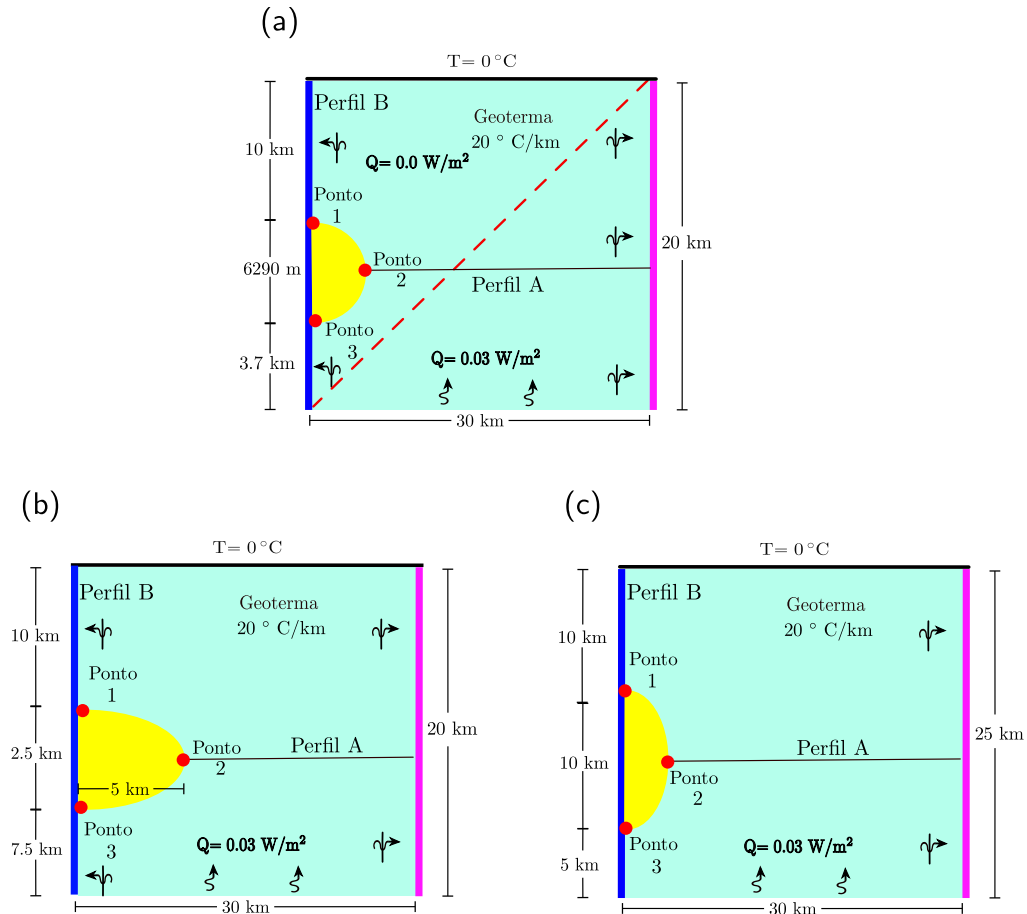 (a)
T= 0 °C
Perfil B
Geoterma
20 ° C/km
10 km
Q= 0.0 W/m²
Ponto
1
6290 m
Ponto
2
Perfil A
20 km
Ponto
3
3.7 km
Q= 0.03 W/m²
30 km
(b)
T= 0 °C
Perfil B
Geoterma
20 ° C/km
10 km
Ponto
1
2.5 km
Ponto
2
Perfil A
20 km
5 km
Ponto
3
7.5 km
Q= 0.03 W/m²
30 km
(c)
T= 0 °C
Perfil B
Geoterma
20 ° C/km
10 km
Ponto
1
25 km
10 km
Perfil A
Ponto
2
Ponto
3
5 km
Q= 0.03 W/m²
30 km